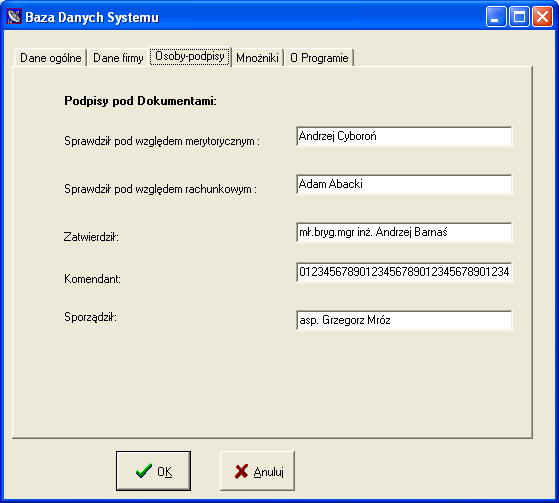 Baza Danych Systemu
Dane ogólne Dane firmy Osoby-podpisy Mnożniki O Programie
Podpisy pod Dokumentami:
Sprawdził pod względem merytorycznym : Andrzej Cyboroń
Sprawdził pod względem rachunkowym : Adam Abacki
Zatwierdził: mł.bryg.mgr inż. Andrzej Barnaś
Komendant: 01234567890123456789012345678901234
Sporządził: asp. Grzegorz Mróz
OK Anuluj